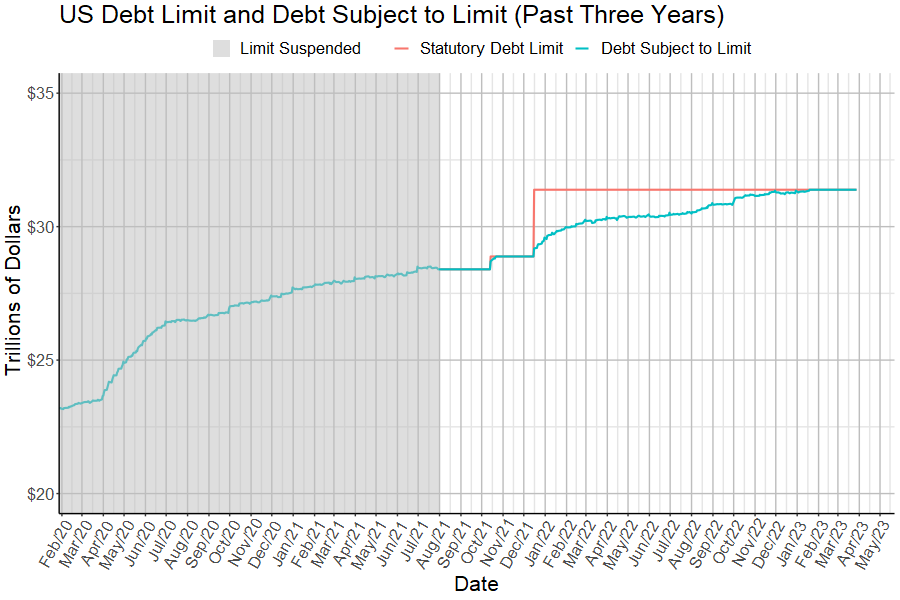 US Debt Limit and Debt Subject to Limit (Past Three Years)
Limit Suspended Statutory Debt Limit Debt Subject to Limit
Trillions of Dollars
$35
$30
$25
$20
Feb/20 Mar/20 Apr/20 May/20 Jun/20 Jul/20 Aug/20 Sep/20 Oct/20 Nov/20 Dec/20 Jan/21 Feb/21 Mar/21 Apr/21 May/21 Jun/21 Jul/21 Aug/21 Sep/21 Oct/21 Nov/21 Dec/21 Jan/22 Feb/22 Mar/22 Apr/22 May/22 Jun/22 Jul/22 Aug/22 Sep/22 Oct/22 Nov/22 Dec/22 Jan/23 Feb/23 Mar/23 Apr/23 May/23
Date